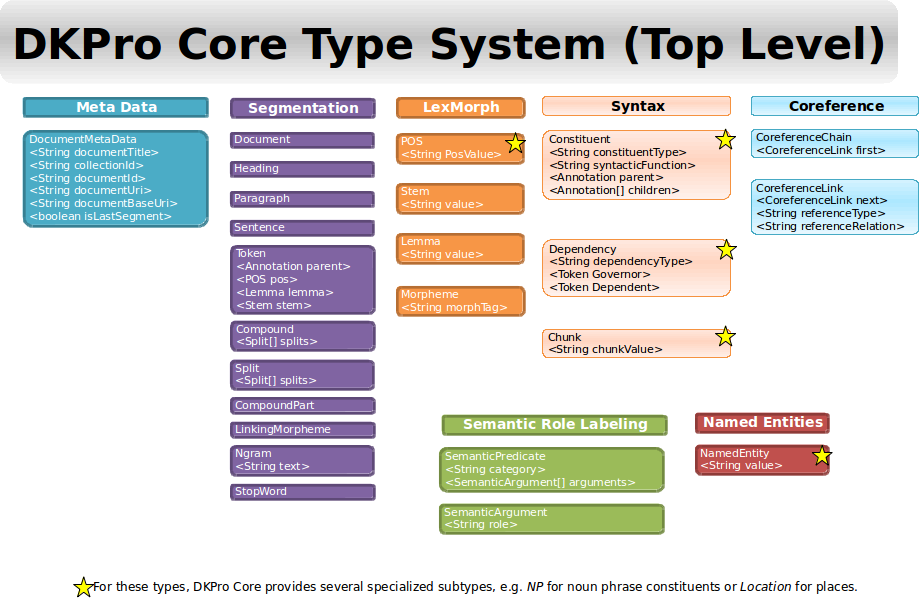 DKPro Core Type System (Top Level)
Meta Data
DocumentMetaData
<String documentTitle>
<String collectionId>
<String documentId>
<String documentUri>
<String documentBaseUri>
<boolean isLastSegment>
Segmentation
Document
Heading
Paragraph
Sentence
Token
<Annotation parent>
<POS pos>
<Lemma lemma>
<Stem stem>
Compound
<Split[] splits>
Split
<Split[] splits>
CompoundPart
LinkingMorpheme
Ngram
<String text>
StopWord
LexMorph
POS
<String PosValue>
Stem
<String value>
Lemma
<String value>
Morpheme
<String morphTag>
Syntax
Constituent
<String constituentType>
<String syntacticFunction>
<Annotation parent>
<Annotation[] children>
Dependency
<String dependencyType>
<Token Governor>
<Token Dependent>
Chunk
<String chunkValue>
Coreference
CoreferenceChain
<CoreferenceLink first>
CoreferenceLink
<CoreferenceLink next>
<String referenceType>
<String referenceRelation>
Semantic Role Labeling
SemanticPredicate
<String category>
<SemanticArgument[] arguments>
SemanticArgument
<String role>
Named Entities
NamedEntity
<String value>
For these types, DKPro Core provides several specialized subtypes, e.g. NP for noun phrase constituents or Location for places.